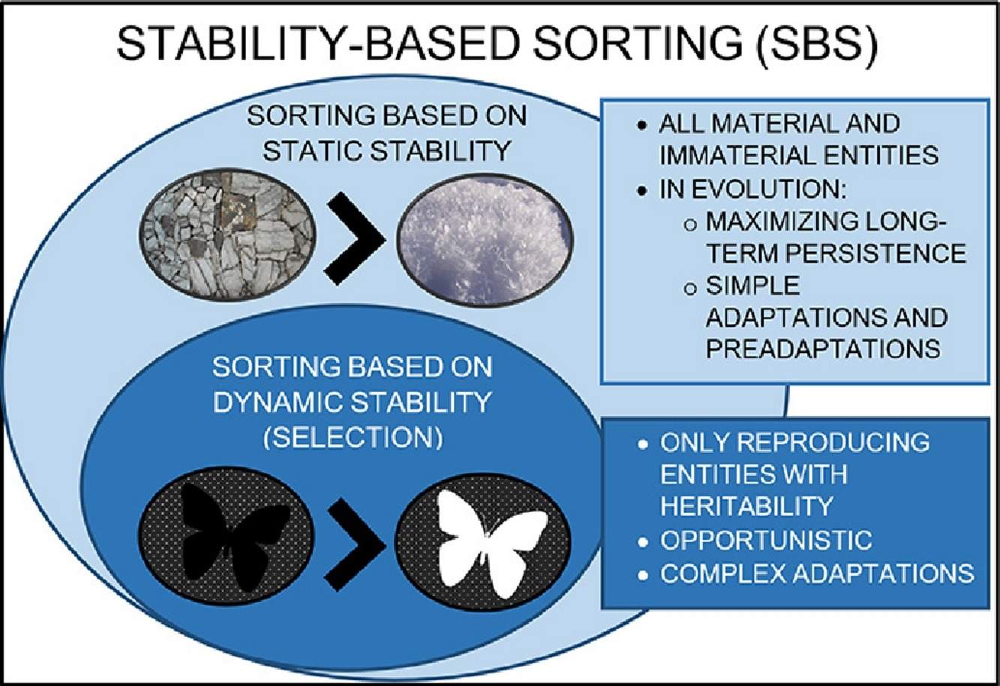 STABILITY-BASED SORTING (SBS)
SORTING BASED ON
STATIC STABILITY
• ALL MATERIAL AND
IMMATERIAL ENTITIES
• IN EVOLUTION:
o MAXIMIZING LONG-
TERM PERSISTENCE
o SIMPLE
ADAPTATIONS AND
PREADAPTATIONS
SORTING BASED ON
DYNAMIC STABILITY
(SELECTION)
• ONLY REPRODUCING
ENTITIES WITH
HERITABILITY
• OPPORTUNISTIC
• COMPLEX ADAPTATIONS